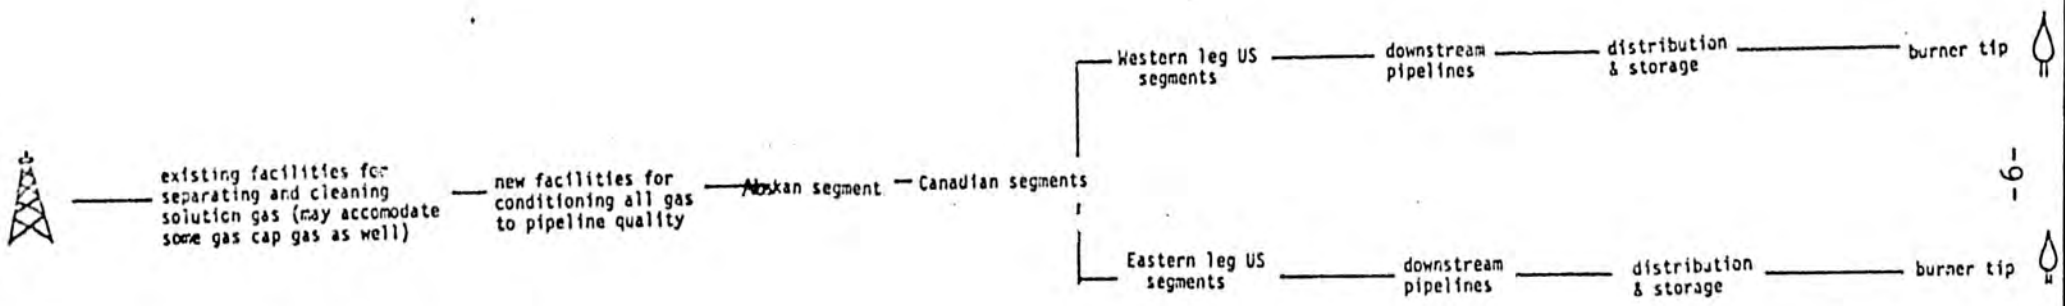 existing facilities for
separating and cleaning
solution gas (may accomodate
some gas cap gas as well)
new facilities for
conditioning all gas
to pipeline quality
Alaskan segment
Canadian segments
Western leg US
segments
downstream
pipelines
distribution
& storage
burner tip
Eastern leg US
segments
downstream
pipelines
distribution
& storage
burner tip
-9-